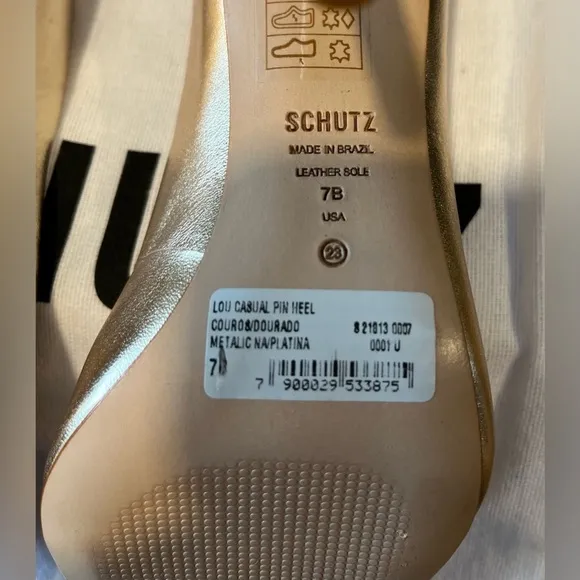 SCHUTZ
MADE IN BRAZIL
LEATHER SOLE
7B
USA
23
LOU CASUAL PIN HEEL
COURO&/DOURADO S 21813 0007
METALIC NA/PLATINA 0001 U
7B
7 900029 533875